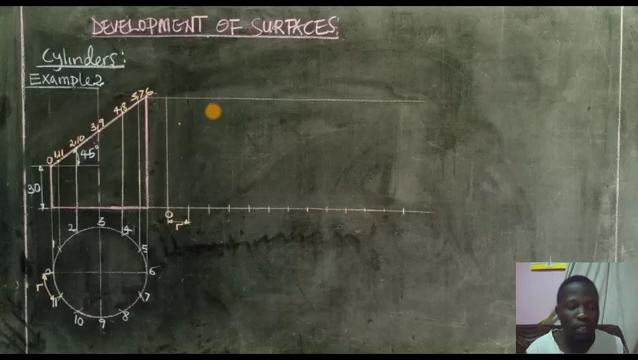 DEVELOPMENT OF SURFACES:
Cylinders:
Example 2
0 1,11 2,10 3,9 4,8 5,7 6
45°
30
0
r
1 2 3 4 5
0 6
r
11 10 9 8 7